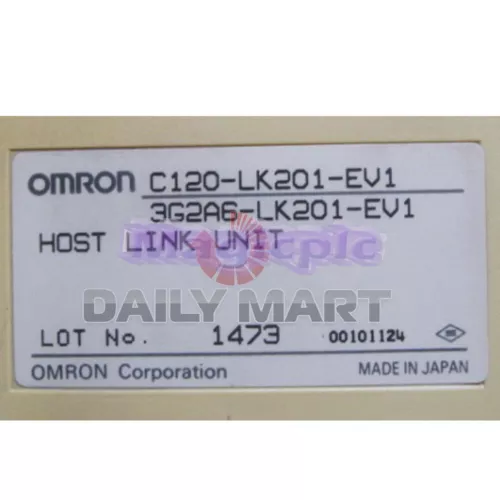 OMRON C120-LK201-EV1
3G2A6-LK201-EV1
HOST LINK UNIT
Magicpic
DAILY MART
LOT No. 1473 00101124
OMRON Corporation MADE IN JAPAN